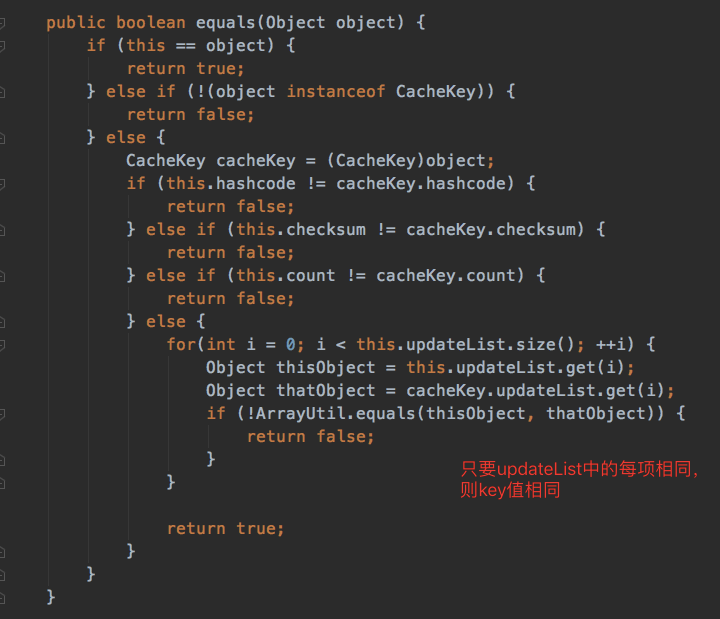 public boolean equals(Object object) {
    if (this == object) {
        return true;
    } else if (!(object instanceof CacheKey)) {
        return false;
    } else {
        CacheKey cacheKey = (CacheKey)object;
        if (this.hashcode != cacheKey.hashcode) {
            return false;
        } else if (this.checksum != cacheKey.checksum) {
            return false;
        } else if (this.count != cacheKey.count) {
            return false;
        } else {
            for(int i = 0; i < this.updateList.size(); ++i) {
                Object thisObject = this.updateList.get(i);
                Object thatObject = cacheKey.updateList.get(i);
                if (!ArrayUtil.equals(thisObject, thatObject)) {
                    return false;
                }
            }
只要updateList中的每项相同，
则key值相同
            return true;
        }
    }
}